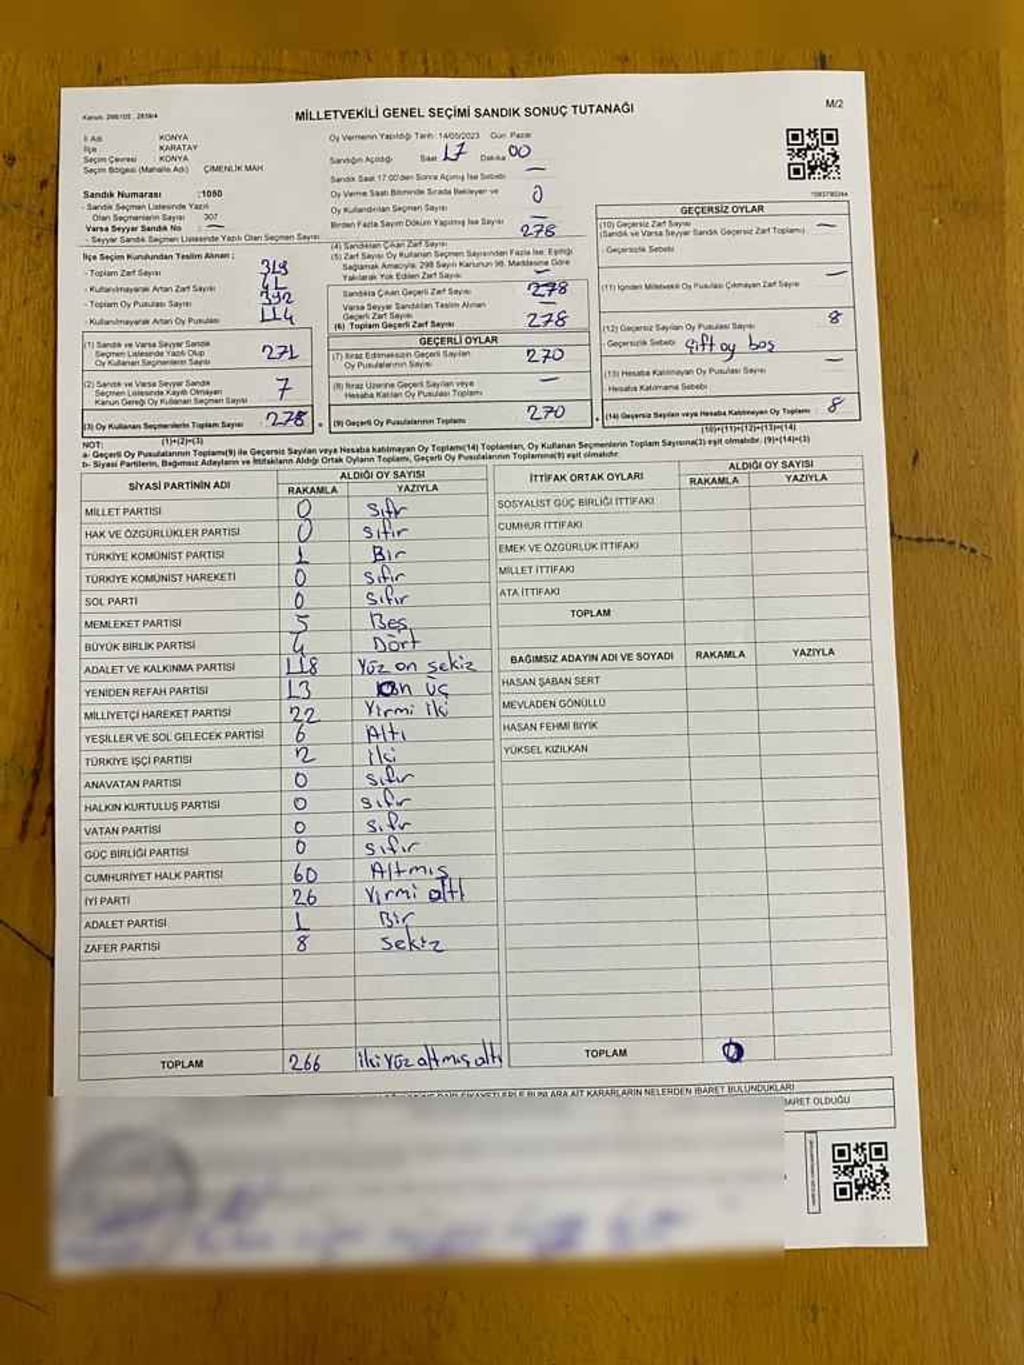 MİLLETVEKİLİ GENEL SEÇİMİ SANDIK SONUÇ TUTANAĞI
M/2
İl Adı KONYA
İlçe KARATAY
Seçim Çevresi : KONYA
Seçim Bölgesi (Mahalle Adı) : ÇİMENLİK MAH.
Sandık Numarası : 1080
- Sandık Seçmen Listesinde Yazılı
Olan Seçmenlerin Sayısı 307
Varsa Seyyar Sandık No —
- Seyyar Sandık Seçmen Listesinde Yazılı Olan Seçmen Sayısı
İlçe Seçim Kurulundan Teslim Alınan ;
- Toplam Zarf Sayısı 319
- Kullanılmayarak Artan Zarf Sayısı 41
- Toplam Oy Pusulası Sayısı 392
- Kullanılmayarak Artan Oy Pusulası 114
(1) Sandık ve Varsa Seyyar Sandık
Seçmen Listesinde Yazılı Olup
Oy Kullanan Seçmenlerin Sayısı 271
(2) Sandık ve Varsa Seyyar Sandık
Seçmen Listesinde Kayıtlı Olmayan
Kanun Gereği Oy Kullanan Seçmen Sayısı 7
(3) Oy Kullanan Seçmenlerin Toplam Sayısı 278
(1)+(2)=(3)
Oy Vermenin Yapıldığı Tarih: 14/05/2023 Gün: Pazar
Sandığın Açıldığı Saat 17 Dakika 00
Sandık Saat 17:00'den Sonra Açılmış İse Sebebi —
Oy Verme Saati Bitiminde Sırada Bekleyen ve
Oy Kullandırılan Seçmen Sayısı 0
Birden Fazla Sayım Döküm Yapılmış İse Sayısı —
(4) Sandıktan Çıkan Zarf Sayısı 278
(5) Zarf Sayısı Oy Kullanan Seçmen Sayısından Fazla İse, Eşitliği
Sağlamak Amacıyla, 298 Sayılı Kanunun 98. Maddesine Göre
Yakılarak Yok Edilen Zarf Sayısı —
Sandıkta Çıkan Geçerli Zarf Sayısı 278
Varsa Seyyar Sandıktan Teslim Alınan
Geçerli Zarf Sayısı —
(6) Toplam Geçerli Zarf Sayısı 278
GEÇERLİ OYLAR
(7) İtiraz Edilmeksizin Geçerli Sayılan
Oy Pusulalarının Sayısı 270
(8) İtiraz Üzerine Geçerli Sayılan veya
Hesaba Katılan Oy Pusulası Toplamı —
(9) Geçerli Oy Pusulalarının Toplamı 270
GEÇERSİZ OYLAR
(10) Geçersiz Zarf Sayısı —
(Sandık ve Varsa Seyyar Sandık Geçersiz Zarf Toplamı)
- Geçersizlik Sebebi
(11) İçinden Milletvekili Oy Pusulası Çıkmayan Zarf Sayısı —
(12) Geçersiz Sayılan Oy Pusulası Sayısı 8
- Geçersizlik Sebebi Çift oy boş
(13) Hesaba Katılmayan Oy Pusulası Sayısı —
- Hesaba Katılmama Sebebi
(14) Geçersiz Sayılan veya Hesaba Katılmayan Oy Toplamı 8
(10)+(11)+(12)+(13)=(14)
NOT:
a- Geçerli Oy Pusulalarının Toplamı(9) ile Geçersiz Sayılan veya Hesaba Katılmayan Oy Toplamı(14) Toplamları, Oy Kullanan Seçmenlerin Toplam Sayısına(3) eşit olmalıdır. (9)+(14)=(3)
b- Siyasi Partilerin, Bağımsız Adayların ve İttifakların Aldığı Ortak Oyların Toplamı, Geçerli Oy Pusulalarının Toplamına(9) eşit olmalıdır.
SİYASİ PARTİNİN ADI ALDIĞI OY SAYISI
RAKAMLA YAZIYLA
MİLLET PARTİSİ 0 sıfır
HAK VE ÖZGÜRLÜKLER PARTİSİ 0 sıfır
TÜRKİYE KOMÜNİST PARTİSİ 1 Bir
TÜRKİYE KOMÜNİST HAREKETİ 0 sıfır
SOL PARTİ 0 sıfır
MEMLEKET PARTİSİ 5 Beş
BÜYÜK BİRLİK PARTİSİ 4 Dört
ADALET VE KALKINMA PARTİSİ 118 Yüz on sekiz
YENİDEN REFAH PARTİSİ 13 on üç
MİLLİYETÇİ HAREKET PARTİSİ 22 Yirmi iki
YEŞİLLER VE SOL GELECEK PARTİSİ 6 Altı
TÜRKİYE İŞÇİ PARTİSİ 2 iki
ANAVATAN PARTİSİ 0 sıfır
HALKIN KURTULUŞ PARTİSİ 0 sıfır
VATAN PARTİSİ 0 sıfır
GÜÇ BİRLİĞİ PARTİSİ 0 sıfır
CUMHURİYET HALK PARTİSİ 60 Altmış
İYİ PARTİ 26 Yirmi altı
ADALET PARTİSİ 1 Bir
ZAFER PARTİSİ 8 sekiz
TOPLAM 266 iki yüz altmış altı
İTTİFAK ORTAK OYLARI ALDIĞI OY SAYISI
RAKAMLA YAZIYLA
SOSYALİST GÜÇ BİRLİĞİ İTTİFAKI
CUMHUR İTTİFAKI
EMEK VE ÖZGÜRLÜK İTTİFAKI
MİLLET İTTİFAKI
ATA İTTİFAKI
TOPLAM
BAĞIMSIZ ADAYIN ADI VE SOYADI RAKAMLA YAZIYLA
HASAN ŞABAN SERT
MEVLADEN GÖNÜLLÜ
HASAN FEHMİ BIYIK
YÜKSEL KIZILKAN
TOPLAM 0
BUNLARA AİT KARARLARIN NELERDEN İBARET BULUNDUKLARI
İBARET OLDUĞU